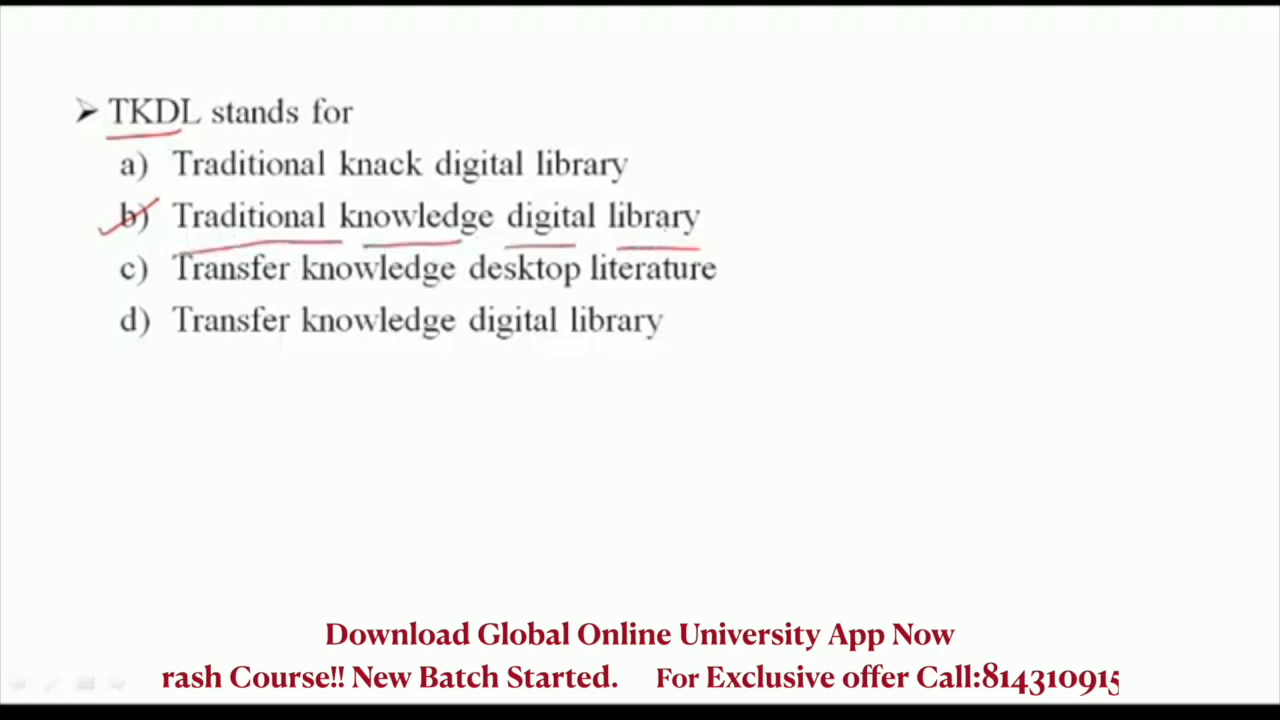 ➢ TKDL stands for
a) Traditional knack digital library
b) Traditional knowledge digital library
c) Transfer knowledge desktop literature
d) Transfer knowledge digital library
Download Global Online University App Now
rash Course!! New Batch Started. For Exclusive offer Call:814310915